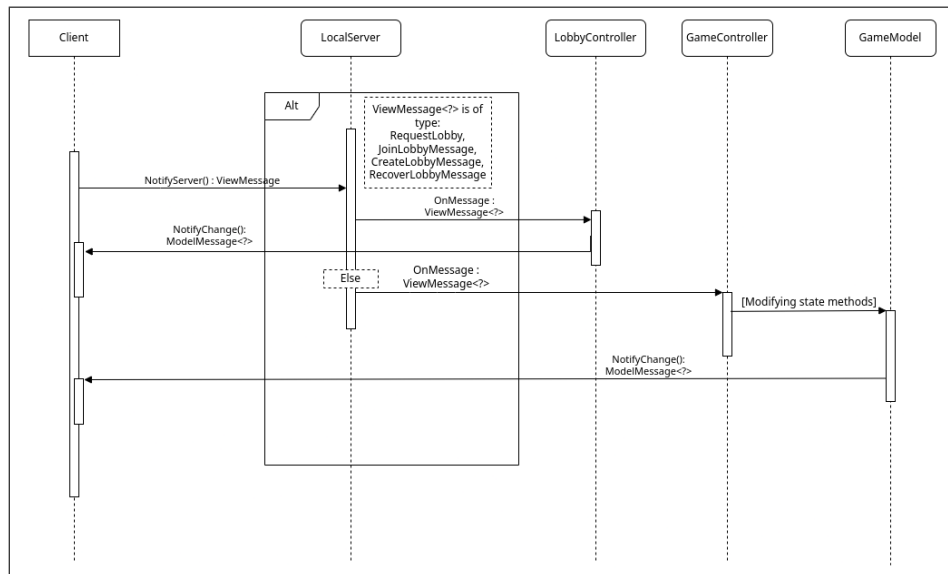 Client
LocalServer
LobbyController
GameController
GameModel
Alt
ViewMessage<?> is of
type:
RequestLobby,
JoinLobbyMessage,
CreateLobbyMessage,
RecoverLobbyMessage
NotifyServer() : ViewMessage
OnMessage :
ViewMessage<?>
NotifyChange():
ModelMessage<?>
Else
OnMessage :
ViewMessage<?>
[Modifying state methods]
NotifyChange():
ModelMessage<?>